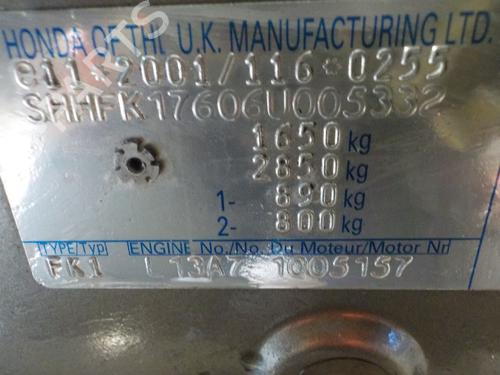 HONDA OF THE U.K. MANUFACTURING LTD.
e11*2001/116*0255
SHHFK17606U005332
1650 kg
2850 kg
1- 890 kg
2- 800 kg
TYPE/Typ ENGINE No./No. Du Moteur/Motor Nr
FK1 L13A7 1005157
PARTS